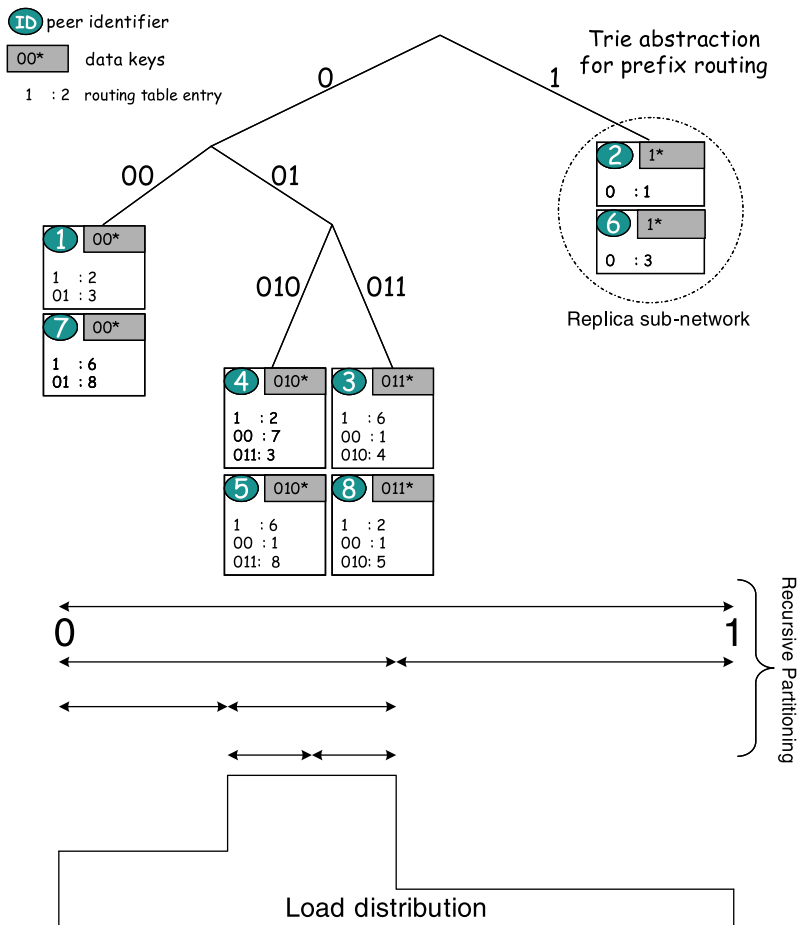 ID peer identifier
00* data keys
1 : 2 routing table entry
Trie abstraction
for prefix routing
0
1
00
01
010
011
1 00*
1 : 2
01 : 3
7 00*
1 : 6
01 : 8
4 010*
1 : 2
00 : 7
011: 3
5 010*
1 : 6
00 : 1
011: 8
3 011*
1 : 6
00 : 1
010: 4
8 011*
1 : 2
00 : 1
010: 5
2 1*
0 : 1
6 1*
0 : 3
Replica sub-network
0
1
Recursive Partitioning
Load distribution